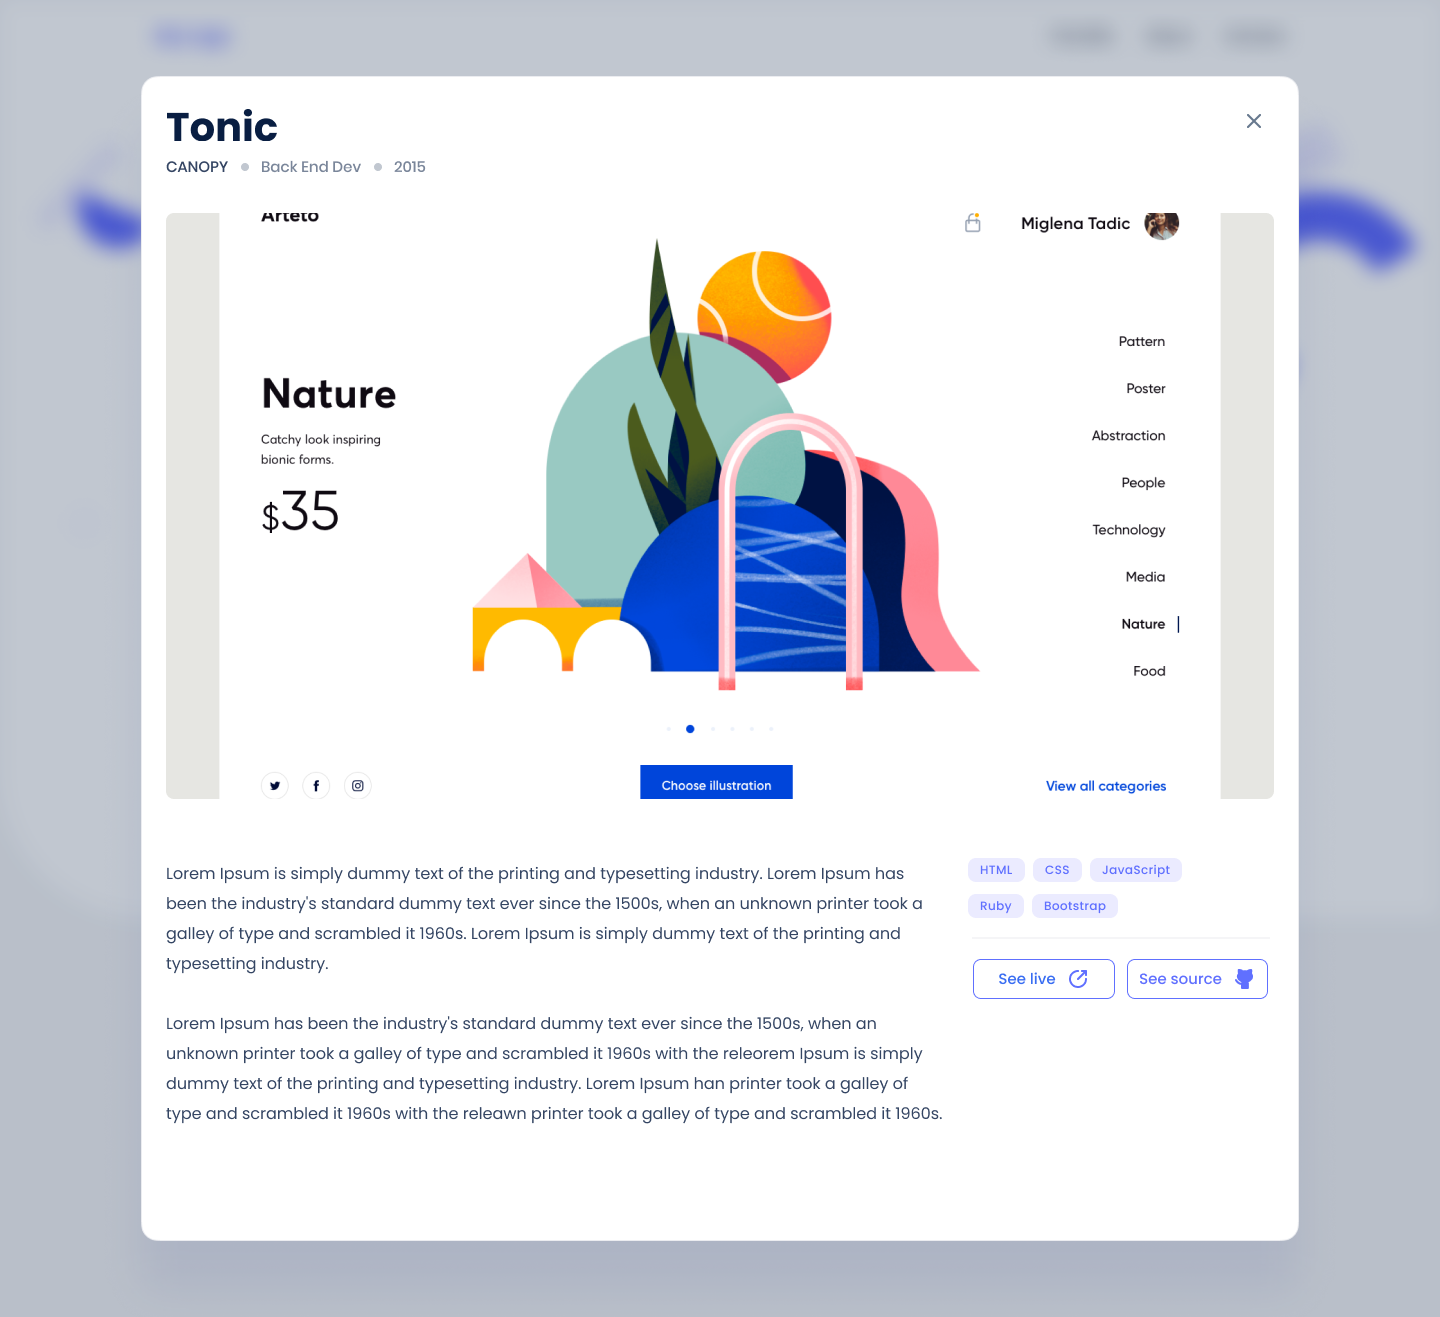 Tonic
CANOPY Back End Dev 2015
Arteto
Miglena Tadic
Nature
Catchy look inspiring
bionic forms.
$35
Pattern
Poster
Abstraction
People
Technology
Media
Nature
Food
Choose illustration
View all categories
Lorem Ipsum is simply dummy text of the printing and typesetting industry. Lorem Ipsum has
been the industry's standard dummy text ever since the 1500s, when an unknown printer took a
galley of type and scrambled it 1960s. Lorem Ipsum is simply dummy text of the printing and
typesetting industry.
Lorem Ipsum has been the industry's standard dummy text ever since the 1500s, when an
unknown printer took a galley of type and scrambled it 1960s with the releorem Ipsum is simply
dummy text of the printing and typesetting industry. Lorem Ipsum han printer took a galley of
type and scrambled it 1960s with the releawn printer took a galley of type and scrambled it 1960s.
HTML CSS JavaScript
Ruby Bootstrap
See live See source